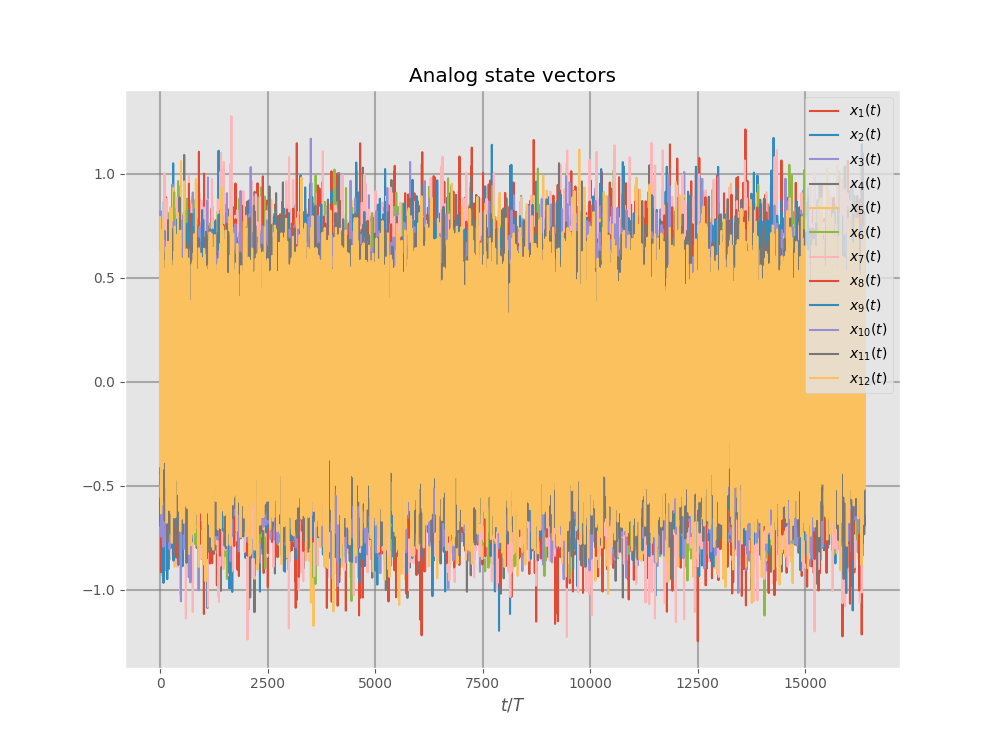 Analog state vectors
1.0
0.5
0.0
−0.5
−1.0
0 2500 5000 7500 10000 12500 15000
t/T
x₁(t)
x₂(t)
x₃(t)
x₄(t)
x₅(t)
x₆(t)
x₇(t)
x₈(t)
x₉(t)
x₁₀(t)
x₁₁(t)
x₁₂(t)